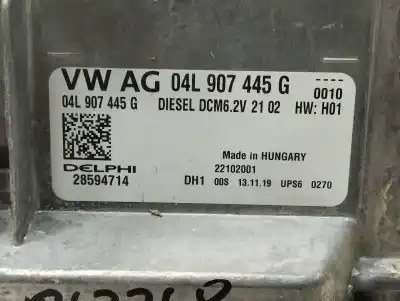 VW AG 04L 907 445 G ----
0010
04L 907 445 G DIESEL DCM6.2V 21 02 HW: H01
Made in HUNGARY
DELPHI 22102001
28594714 DH1 00S 13.11.19 UPS6 0270